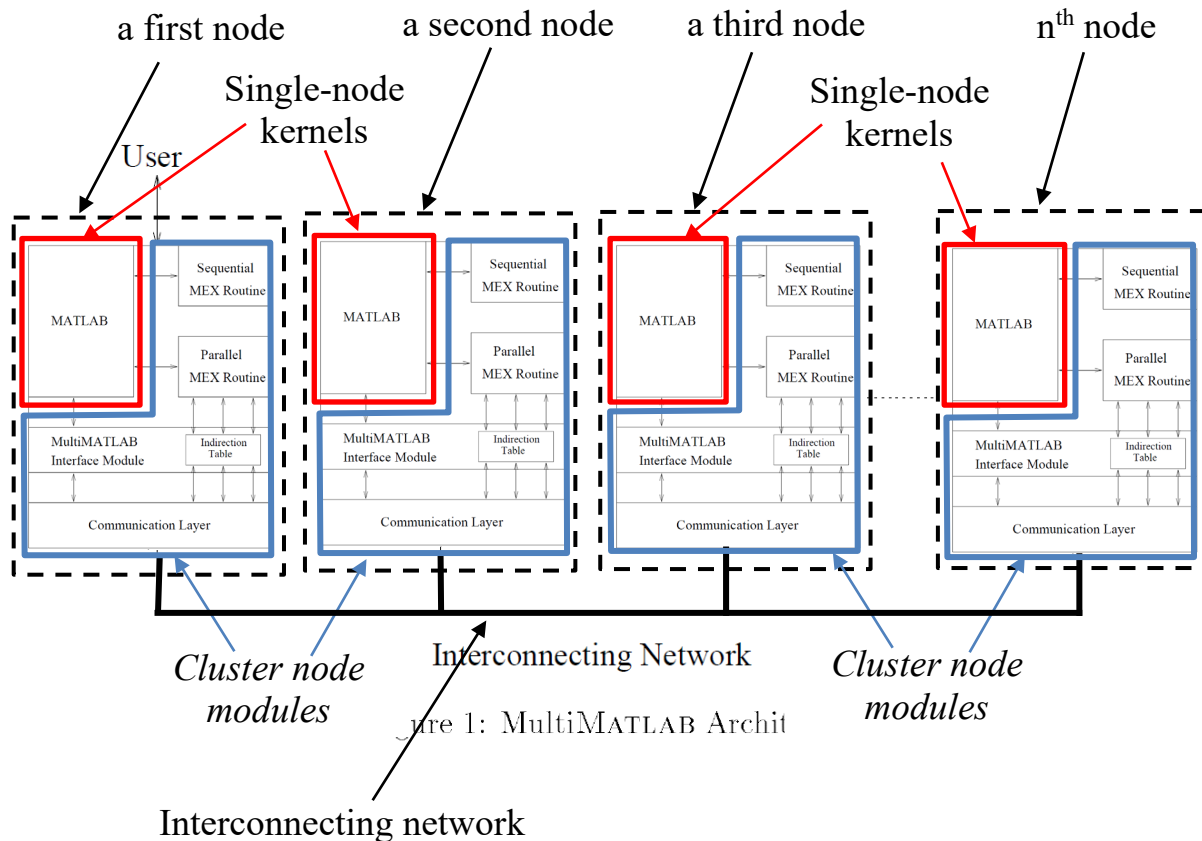 a first node
a second node
a third node
nth node
Single-node
kernels
Single-node
kernels
User
MATLAB
Sequential
MEX Routine
Parallel
MEX Routine
MultiMATLAB
Interface Module
Indirection
Table
Communication Layer
MATLAB
Sequential
MEX Routine
Parallel
MEX Routine
MultiMATLAB
Interface Module
Indirection
Table
Communication Layer
MATLAB
Sequential
MEX Routine
Parallel
MEX Routine
MultiMATLAB
Interface Module
Indirection
Table
Communication Layer
MATLAB
Sequential
MEX Routine
Parallel
MEX Routine
MultiMATLAB
Interface Module
Indirection
Table
Communication Layer
Interconnecting Network
Cluster node
modules
Cluster node
modules
ure 1: MULTIMATLAB Archit
Interconnecting network